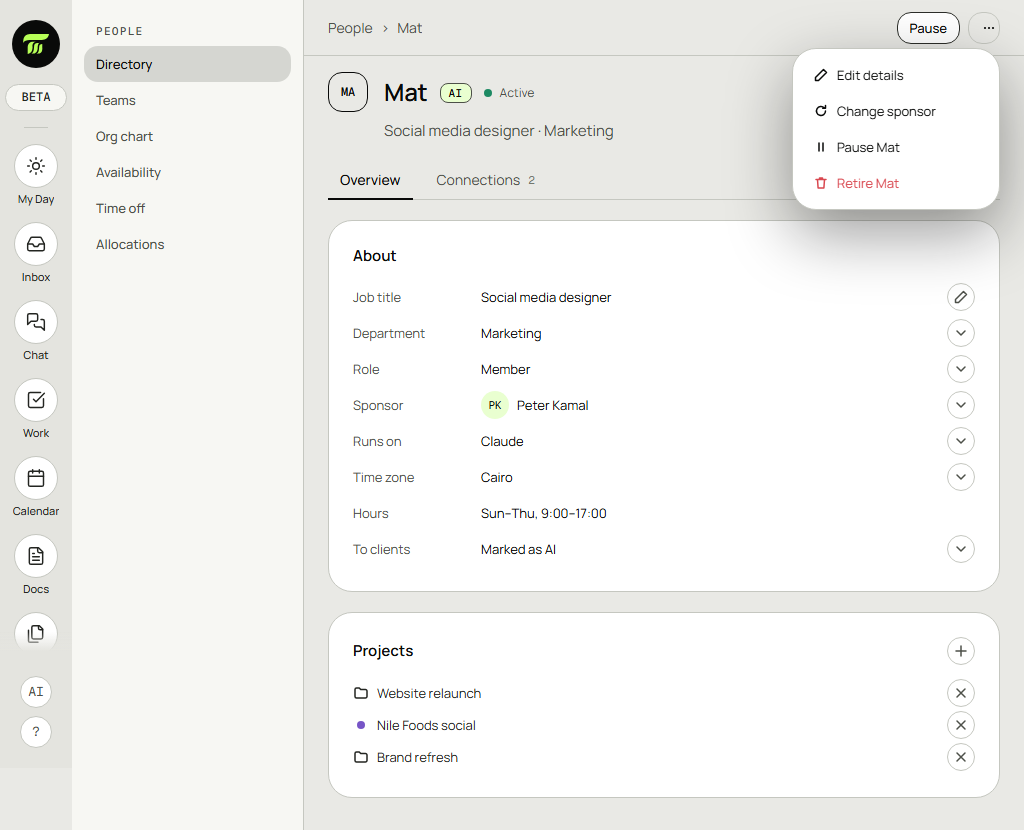 BETA
My Day
Inbox
Chat
Work
Calendar
Docs
AI
?
PEOPLE
Directory
Teams
Org chart
Availability
Time off
Allocations
People › Mat
Pause
···
Edit details
Change sponsor
Pause Mat
Retire Mat
MA
Mat AI Active
Social media designer · Marketing
Overview Connections 2
About
Job title Social media designer
Department Marketing
Role Member
Sponsor PK Peter Kamal
Runs on Claude
Time zone Cairo
Hours Sun–Thu, 9:00–17:00
To clients Marked as AI
Projects
Website relaunch
Nile Foods social
Brand refresh